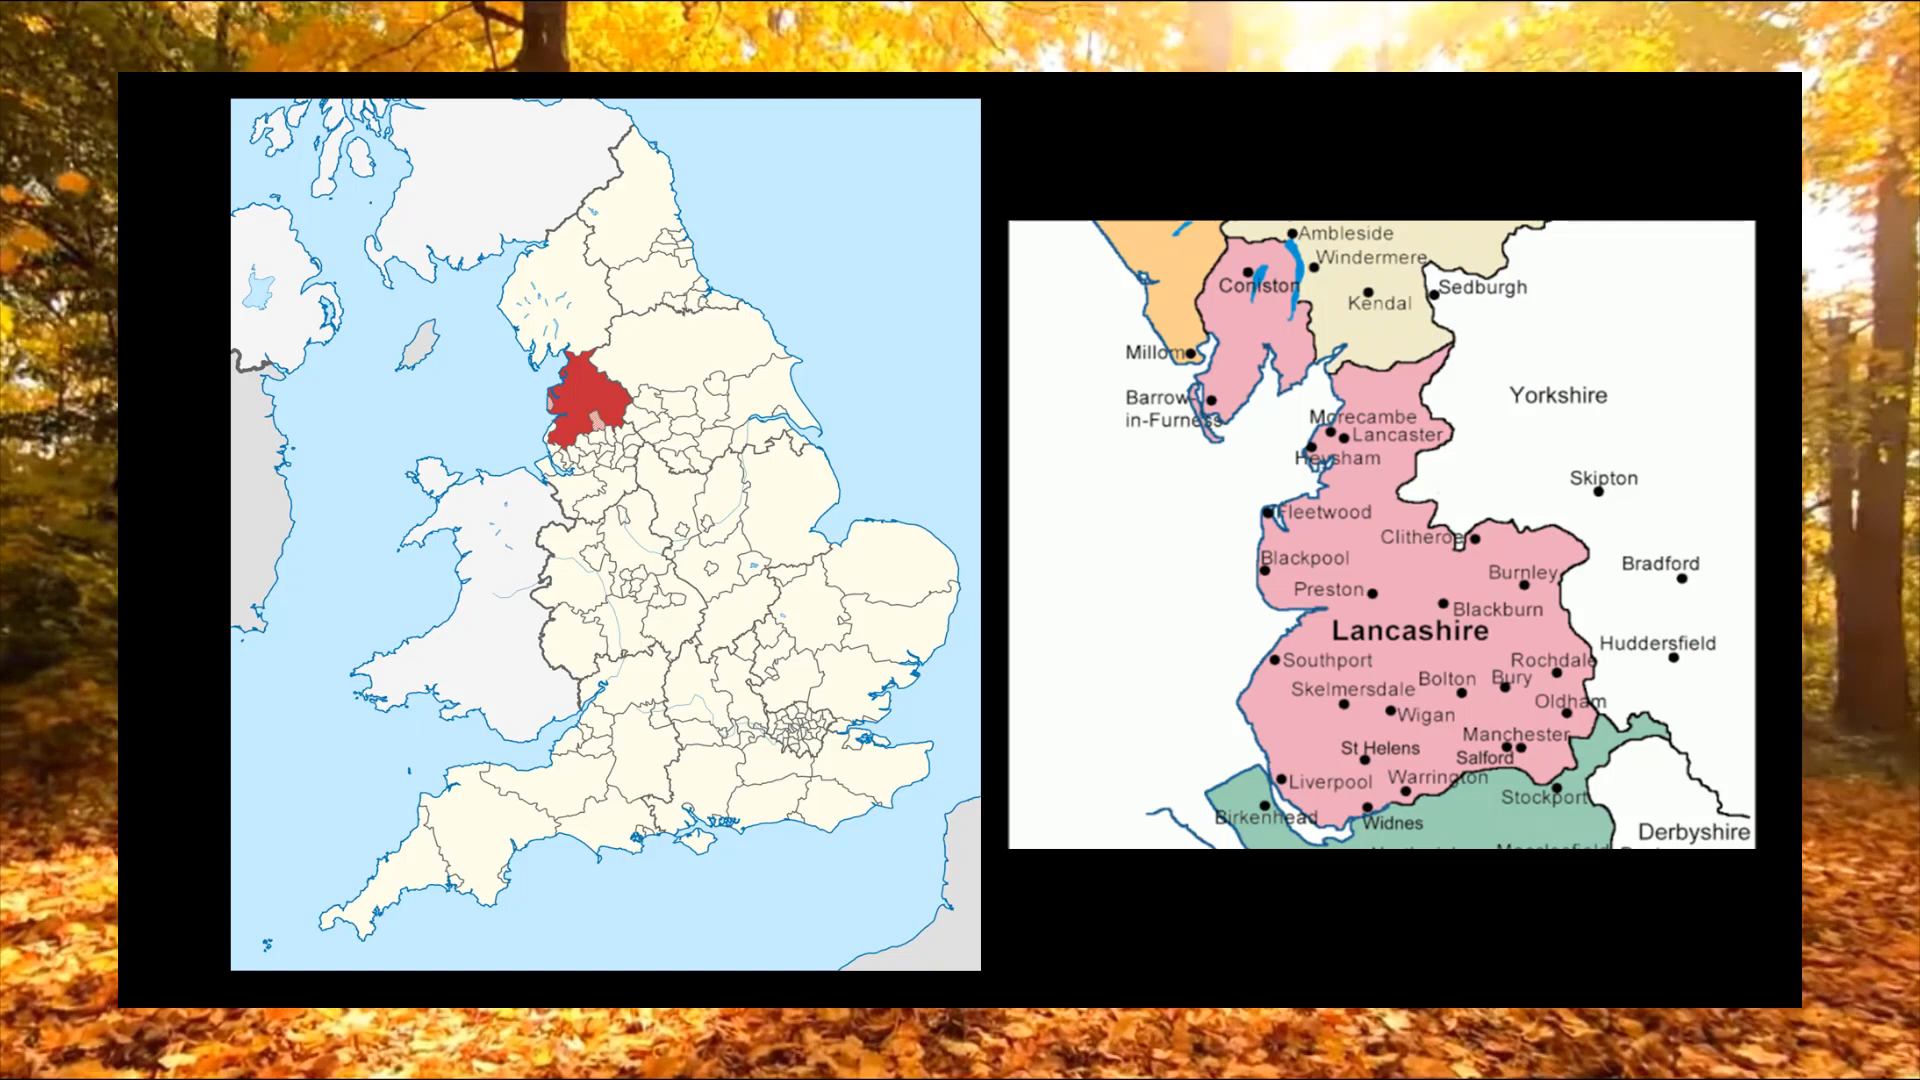 Ambleside
Windermere
Coniston
Kendal
Sedburgh
Millom
Barrow-
in-Furness
Yorkshire
Morecambe
Lancaster
Heysham
Skipton
Fleetwood
Clitheroe
Blackpool
Bradford
Burnley
Preston
Blackburn
Lancashire
Huddersfield
Southport
Rochdale
Bolton
Bury
Skelmersdale
Oldham
Wigan
Manchester
St Helens
Salford
Liverpool
Warrington
Stockport
Birkenhead
Widnes
Derbyshire